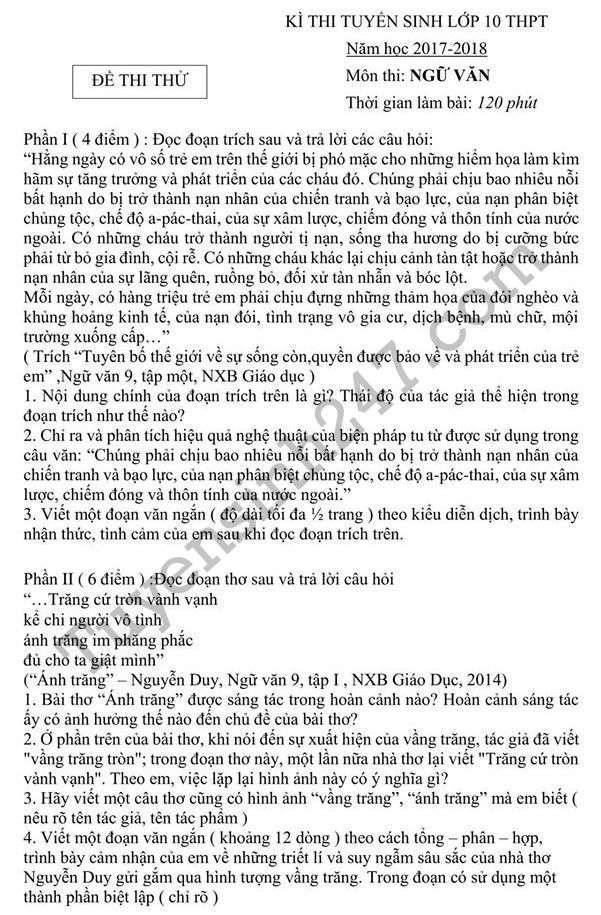 KÌ THI TUYỂN SINH LỚP 10 THPT
Năm học 2017-2018
ĐỀ THI THỬ
Môn thi: NGỮ VĂN
Thời gian làm bài: 120 phút
Phần I ( 4 điểm ) : Đọc đoạn trích sau và trả lời các câu hỏi:
“Hằng ngày có vô số trẻ em trên thế giới bị phó mặc cho những hiểm họa làm kìm
hãm sự tăng trưởng và phát triển của các cháu đó. Chúng phải chịu bao nhiêu nỗi
bất hạnh do bị trở thành nạn nhân của chiến tranh và bạo lực, của nạn phân biệt
chủng tộc, chế độ a-pác-thai, của sự xâm lược, chiếm đóng và thôn tính của nước
ngoài. Có những cháu trở thành người tị nạn, sống tha hương do bị cưỡng bức
phải từ bỏ gia đình, cội rễ. Có những cháu khác lại chịu cảnh tàn tật hoặc trở thành
nạn nhân của sự lãng quên, ruồng bỏ, đối xử tàn nhẫn và bóc lột.
Mỗi ngày, có hàng triệu trẻ em phải chịu đựng những thảm họa của đói nghèo và
khủng hoảng kinh tế, của nạn đói, tình trạng vô gia cư, dịch bệnh, mù chữ, môi
trường xuống cấp…”
( Trích “Tuyên bố thế giới về sự sống còn,quyền được bảo vệ và phát triển của trẻ
em” ,Ngữ văn 9, tập một, NXB Giáo dục )
1. Nội dung chính của đoạn trích trên là gì? Thái độ của tác giả thể hiện trong
đoạn trích như thế nào?
2. Chỉ ra và phân tích hiệu quả nghệ thuật của biện pháp tu từ được sử dụng trong
câu văn: “Chúng phải chịu bao nhiêu nỗi bất hạnh do bị trở thành nạn nhân của
chiến tranh và bạo lực, của nạn phân biệt chủng tộc, chế độ a-pác-thai, của sự xâm
lược, chiếm đóng và thôn tính của nước ngoài.”
3. Viết một đoạn văn ngắn ( độ dài tối đa ½ trang ) theo kiểu diễn dịch, trình bày
nhận thức, tình cảm của em sau khi đọc đoạn trích trên.
Phần II ( 6 điểm ) :Đọc đoạn thơ sau và trả lời câu hỏi
“…Trăng cứ tròn vành vạnh
kể chi người vô tình
ánh trăng im phăng phắc
đủ cho ta giật mình”
(“Ánh trăng” – Nguyễn Duy, Ngữ văn 9, tập I , NXB Giáo Dục, 2014)
1. Bài thơ “Ánh trăng” được sáng tác trong hoàn cảnh nào? Hoàn cảnh sáng tác
ấy có ảnh hưởng thế nào đến chủ đề của bài thơ?
2. Ở phần trên của bài thơ, khi nói đến sự xuất hiện của vầng trăng, tác giả đã viết
"vầng trăng tròn"; trong đoạn thơ này, một lần nữa nhà thơ lại viết "Trăng cứ tròn
vành vạnh". Theo em, việc lặp lại hình ảnh này có ý nghĩa gì?
3. Hãy viết một câu thơ cũng có hình ảnh “vầng trăng”, “ánh trăng” mà em biết (
nêu rõ tên tác giả, tên tác phẩm )
4. Viết một đoạn văn ngắn ( khoảng 12 dòng ) theo cách tổng – phân – hợp,
trình bày cảm nhận của em về những triết lí và suy ngẫm sâu sắc của nhà thơ
Nguyễn Duy gửi gắm qua hình tượng vầng trăng. Trong đoạn có sử dụng một
thành phần biệt lập ( chỉ rõ )
Tuyensinh247.com